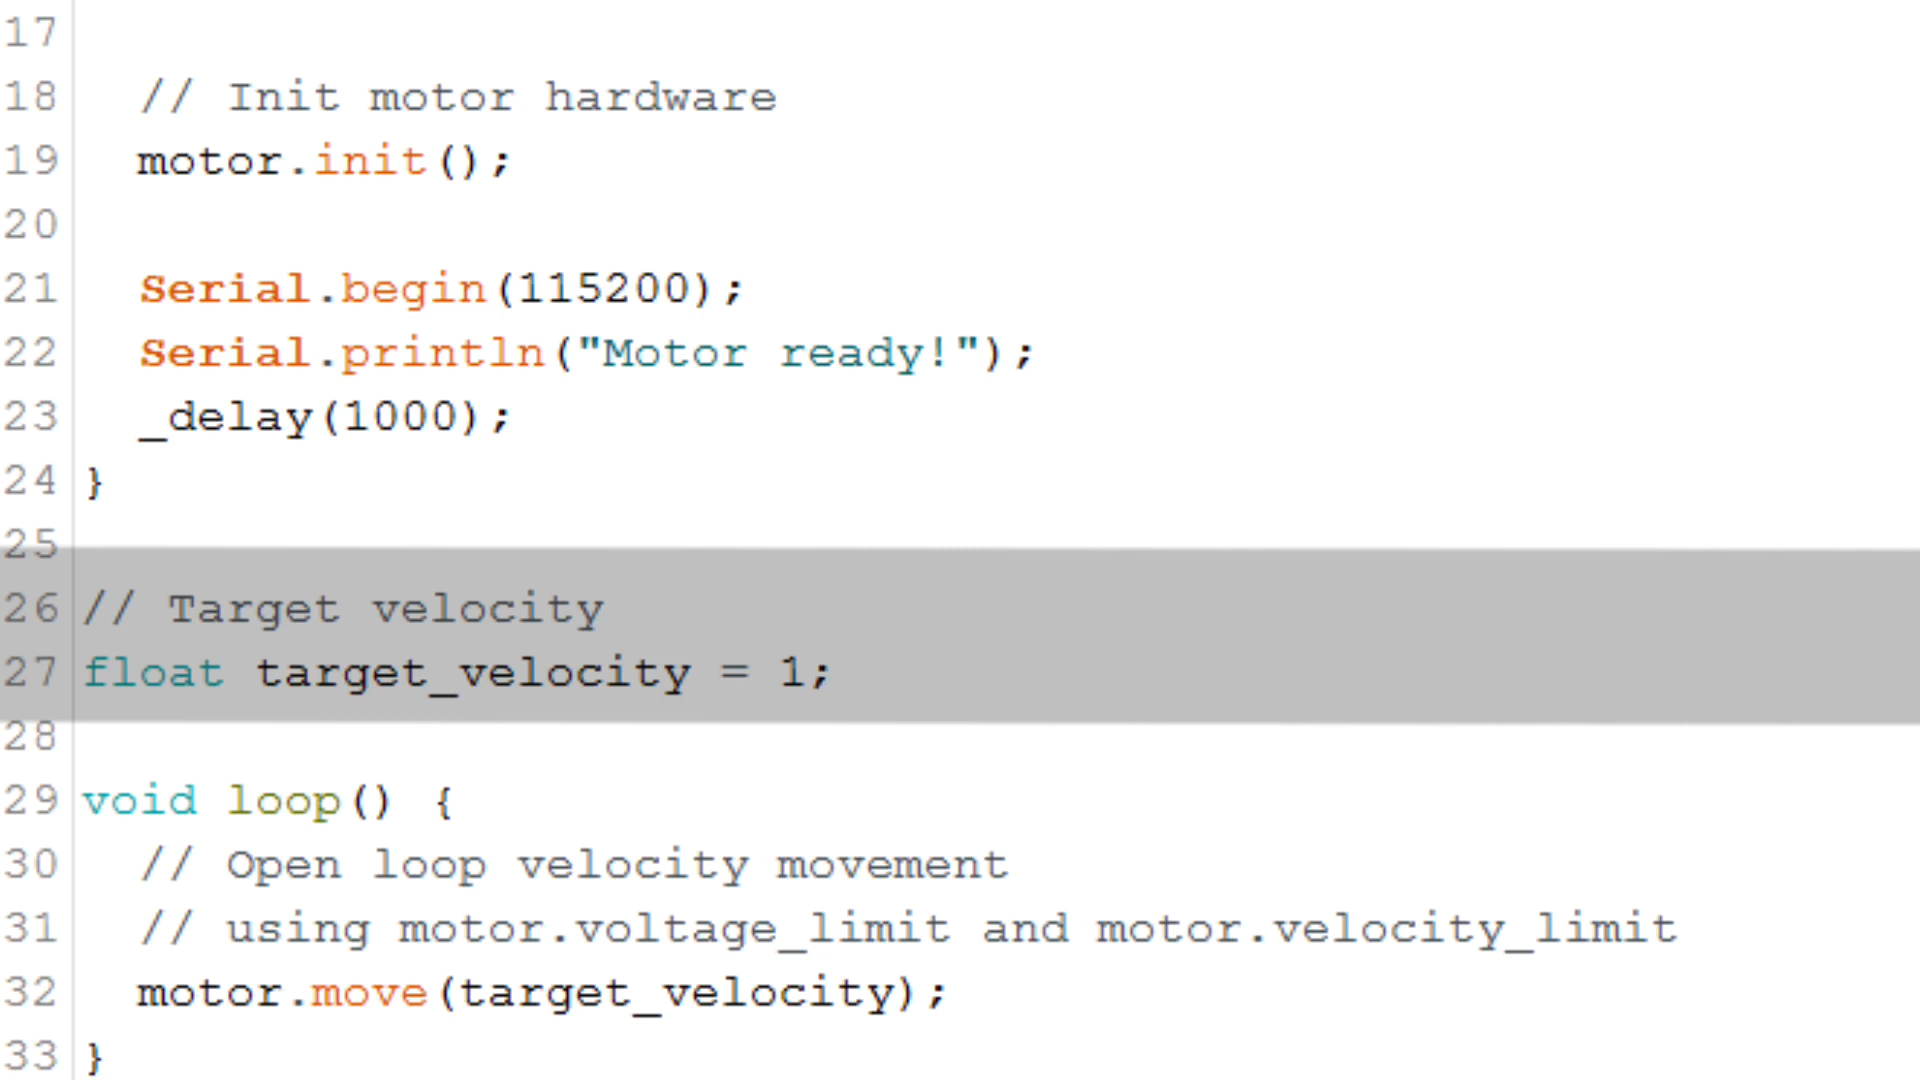 17
18 // Init motor hardware
19 motor.init();
20
21 Serial.begin(115200);
22 Serial.println("Motor ready!");
23 _delay(1000);
24 }
25
26 // Target velocity
27 float target_velocity = 1;
28
29 void loop() {
30 // Open loop velocity movement
31 // using motor.voltage_limit and motor.velocity_limit
32 motor.move(target_velocity);
33 }